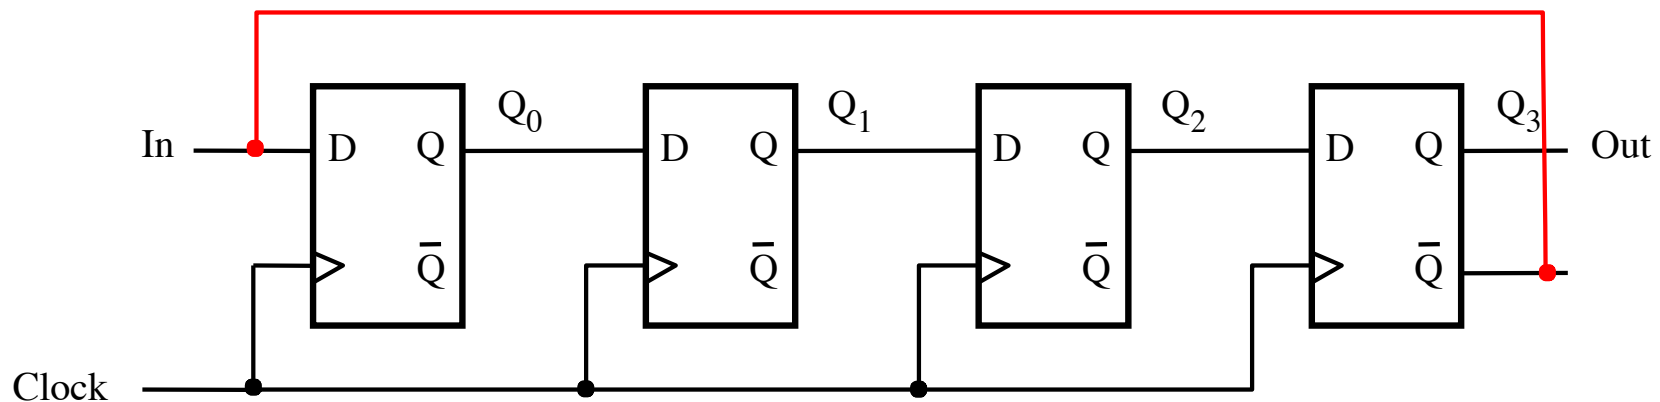 Q₀ Q₁ Q₂ Q₃
In D Q D Q D Q D Q Out
Q̅ Q̅ Q̅ Q̅
Clock